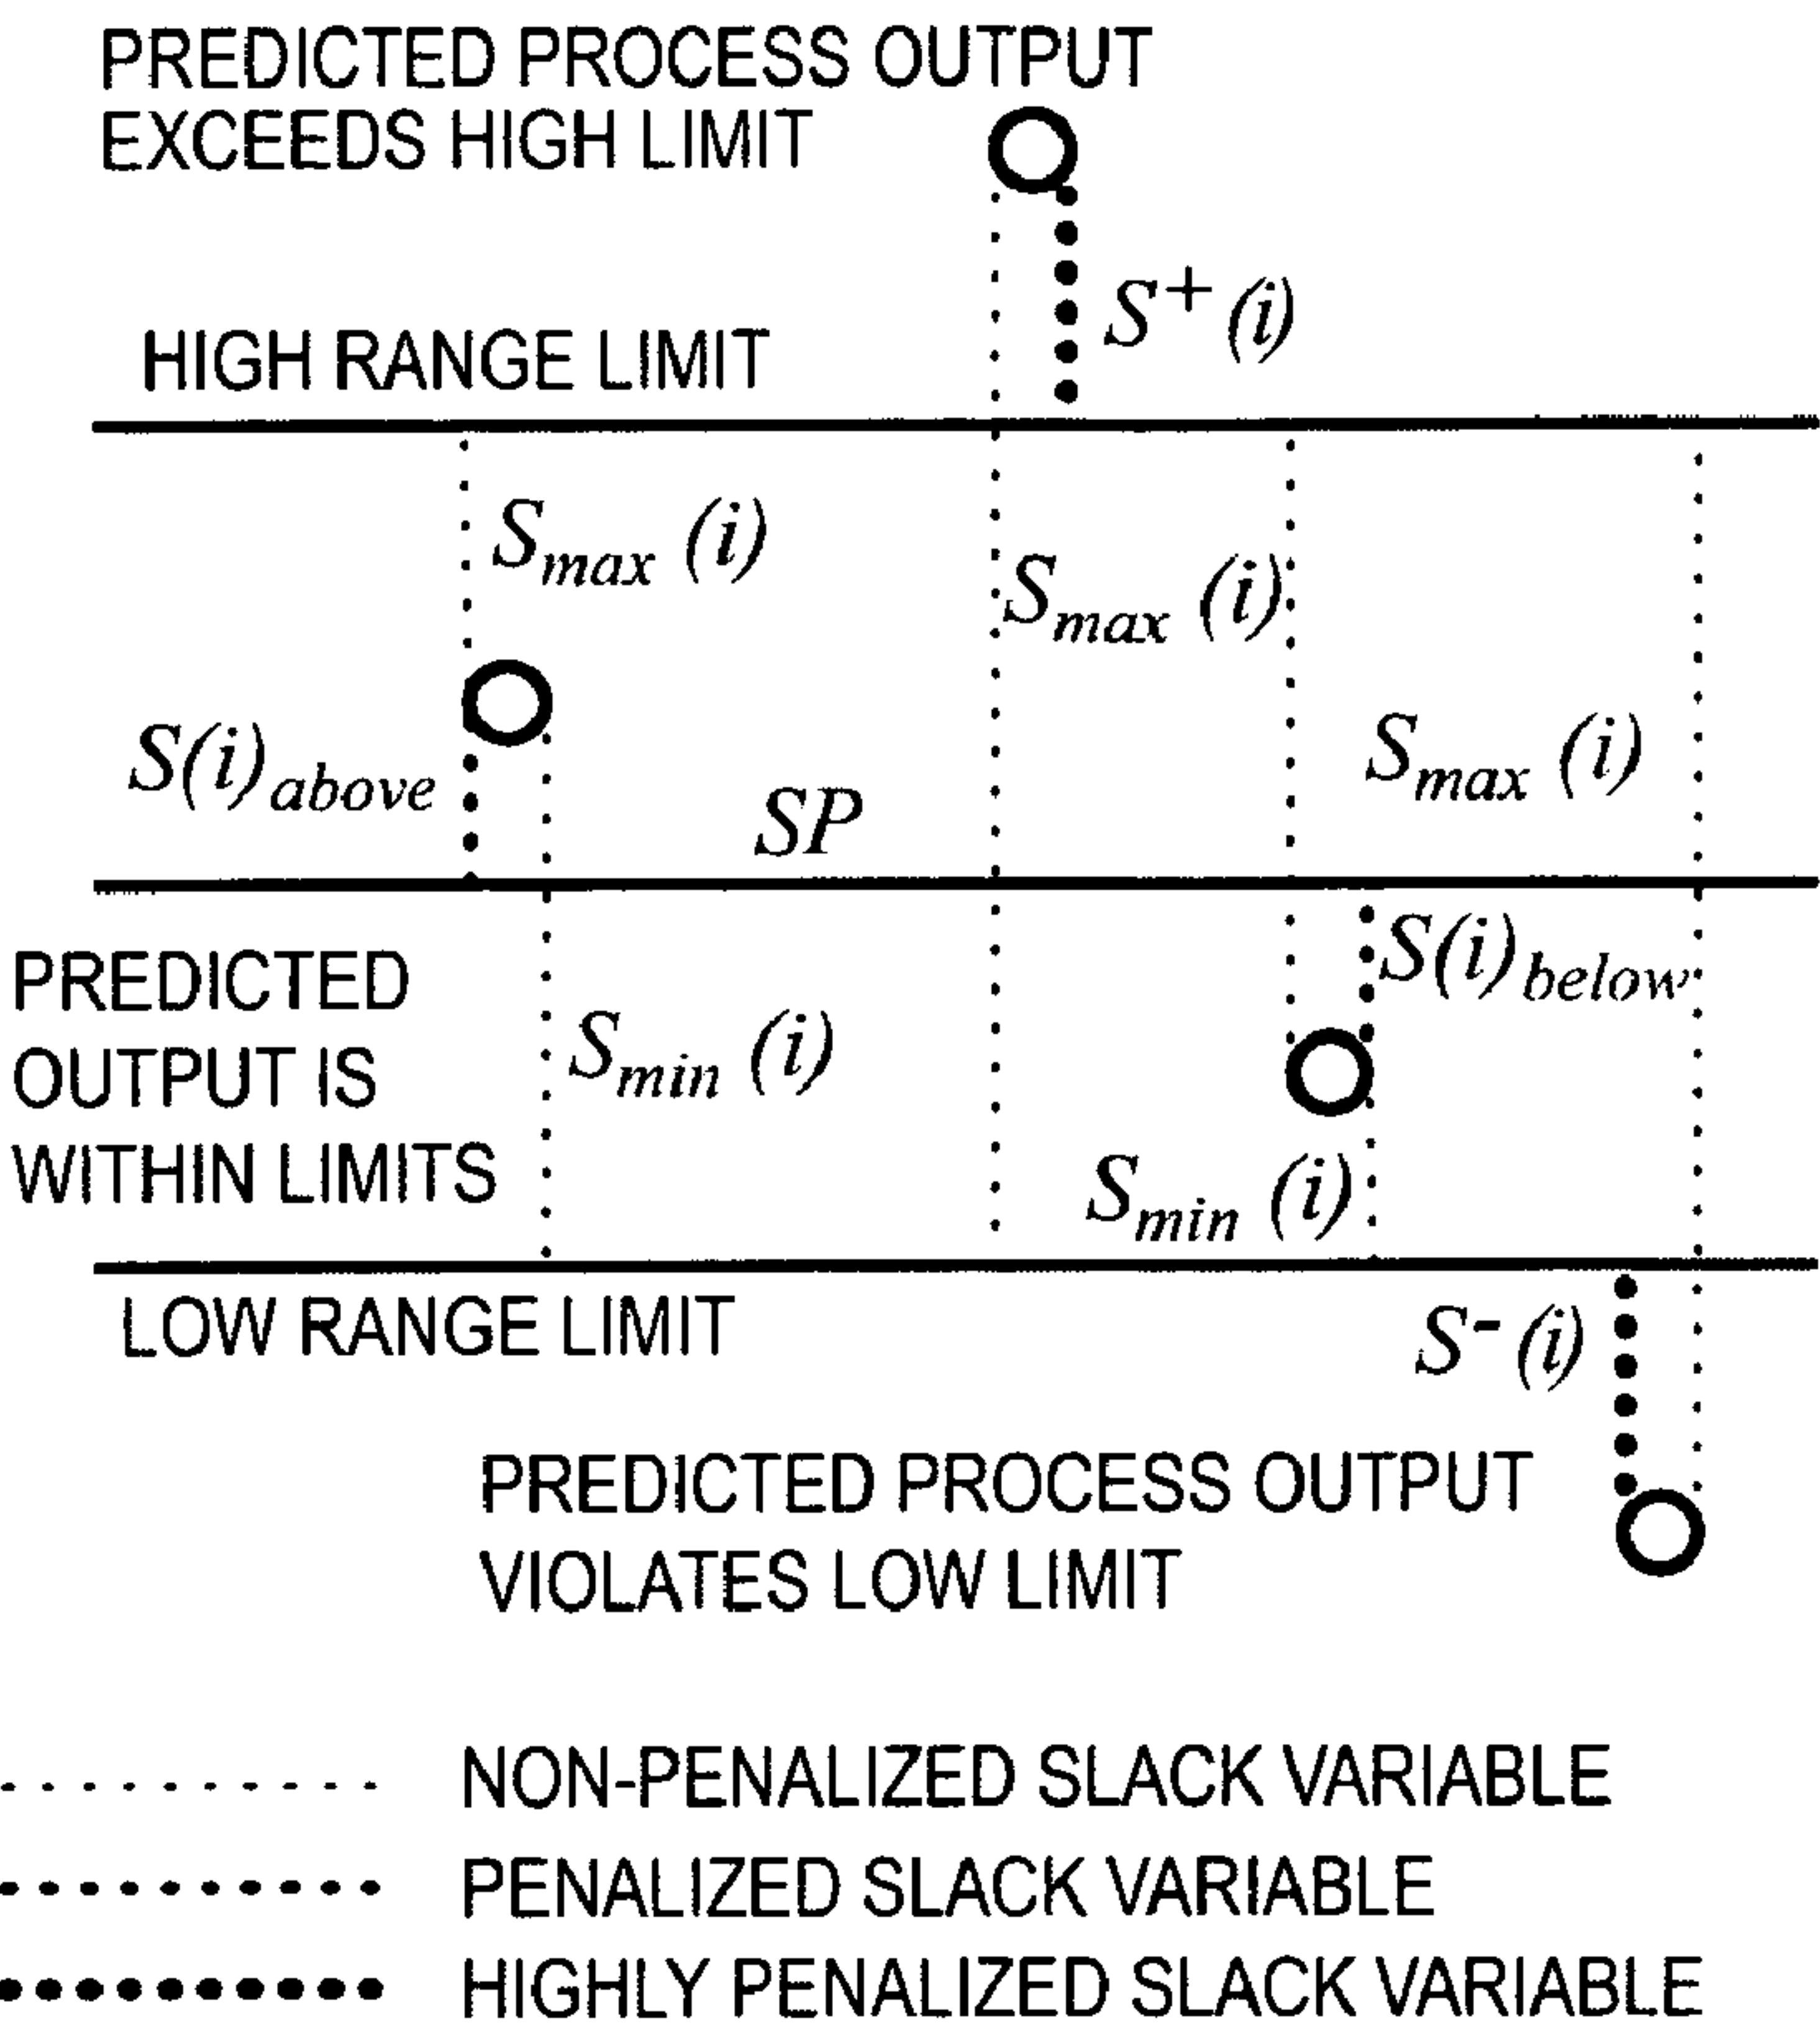 PREDICTED PROCESS OUTPUT
EXCEEDS HIGH LIMIT
S+ (i)
HIGH RANGE LIMIT
Smax (i)
Smax (i)
S(i)above
SP
Smax (i)
PREDICTED
OUTPUT IS
WITHIN LIMITS
S(i)below
Smin (i)
Smin (i)
LOW RANGE LIMIT
S- (i)
PREDICTED PROCESS OUTPUT
VIOLATES LOW LIMIT
NON-PENALIZED SLACK VARIABLE
PENALIZED SLACK VARIABLE
HIGHLY PENALIZED SLACK VARIABLE